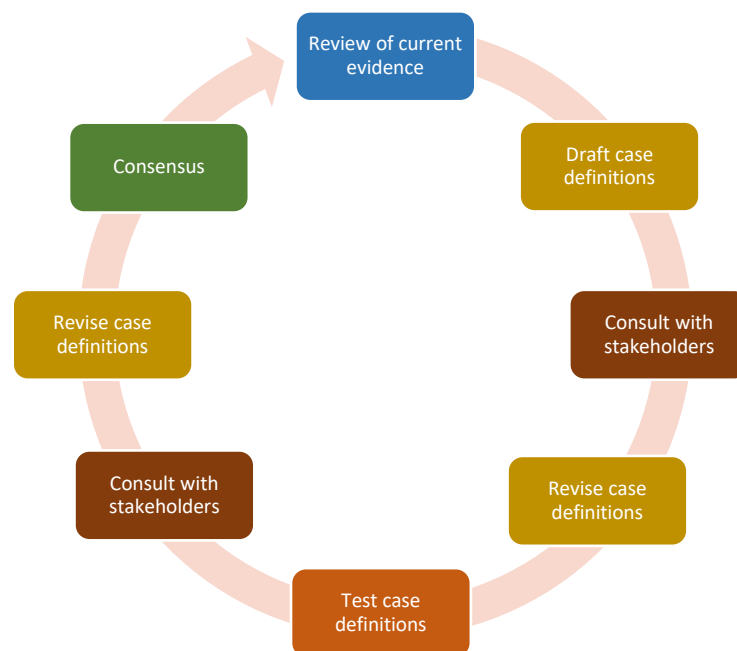 Review of current
evidence
Draft case
definitions
Consult with
stakeholders
Revise case
definitions
Test case
definitions
Consult with
stakeholders
Revise case
definitions
Consensus